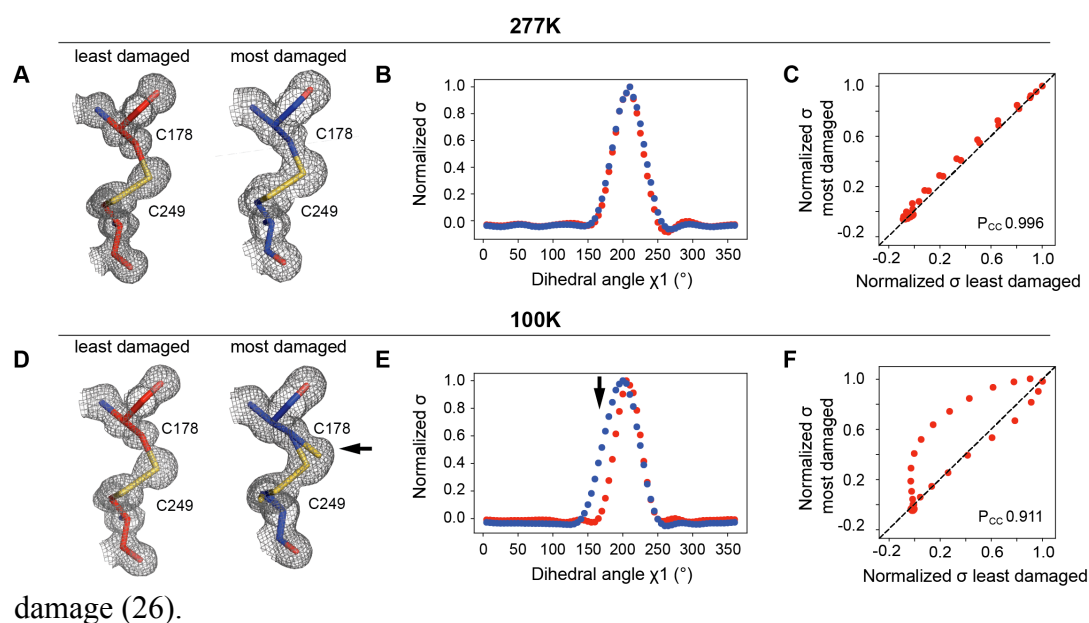 277K
least damaged most damaged
A
C178 C178
C249 C249
B
Normalized σ
1.0
0.8
0.6
0.4
0.2
0.0
0 50 100 150 200 250 300 350
Dihedral angle χ1 (°)
C
Normalized σ
most damaged
1.0
0.6
0.2
-0.2
P_CC 0.996
-0.2 0.2 0.6 1.0
Normalized σ least damaged
100K
least damaged most damaged
D
C178 C178
C249 C249
E
Normalized σ
1.0
0.8
0.6
0.4
0.2
0.0
0 50 100 150 200 250 300 350
Dihedral angle χ1 (°)
F
Normalized σ
most damaged
1.0
0.6
0.2
-0.2
P_CC 0.911
-0.2 0.2 0.6 1.0
Normalized σ least damaged
damage (26).